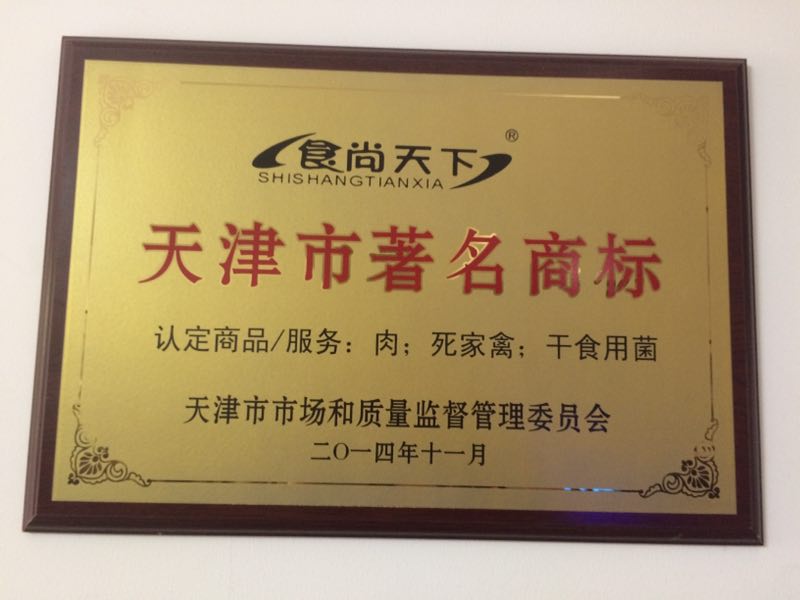 食尚天下®
SHISHANGTIANXIA
天津市著名商标
认定商品/服务：肉；死家禽；干食用菌
天津市市场和质量监督管理委员会
二〇一四年十一月